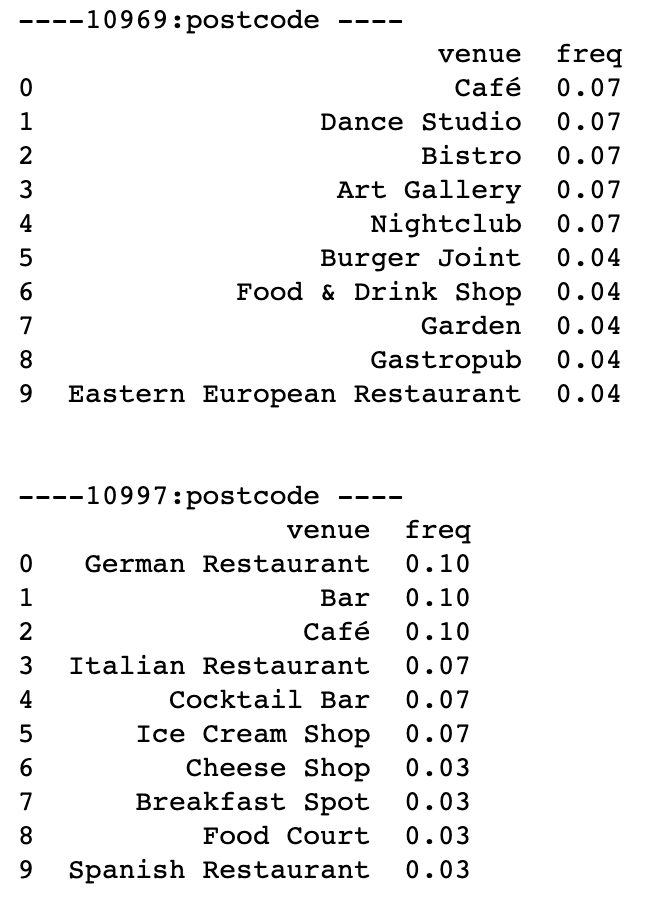 ----10969:postcode ----
venue freq
0 Café 0.07
1 Dance Studio 0.07
2 Bistro 0.07
3 Art Gallery 0.07
4 Nightclub 0.07
5 Burger Joint 0.04
6 Food & Drink Shop 0.04
7 Garden 0.04
8 Gastropub 0.04
9 Eastern European Restaurant 0.04
----10997:postcode ----
venue freq
0 German Restaurant 0.10
1 Bar 0.10
2 Café 0.10
3 Italian Restaurant 0.07
4 Cocktail Bar 0.07
5 Ice Cream Shop 0.07
6 Cheese Shop 0.03
7 Breakfast Spot 0.03
8 Food Court 0.03
9 Spanish Restaurant 0.03